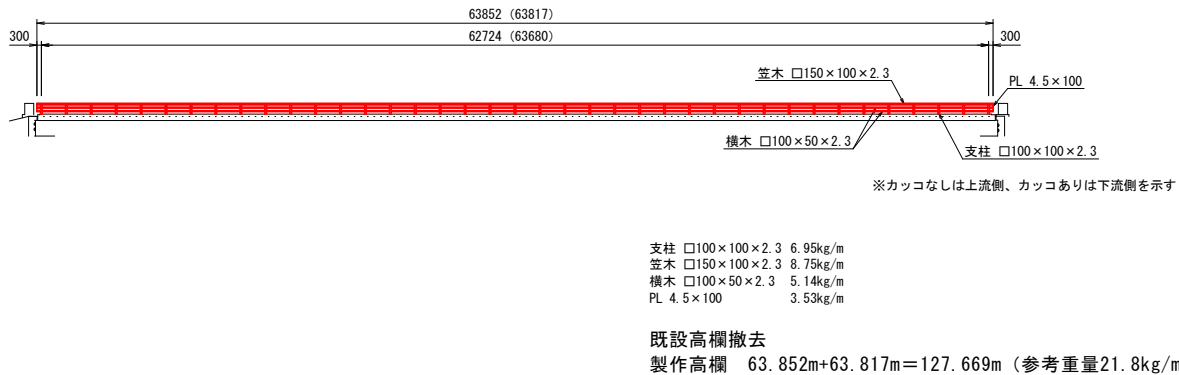 63852 (63817)
300
62724 (63680)
300
笠木 □150×100×2.3
PL 4.5×100
横木 □100×50×2.3
支柱 □100×100×2.3
※カッコなしは上流側、カッコありは下流側を示す
支柱 □100×100×2.3 6.95kg/m
笠木 □150×100×2.3 8.75kg/m
横木 □100×50×2.3 5.14kg/m
PL 4.5×100 3.53kg/m
既設高欄撤去
製作高欄 63.852m+63.817m=127.669m (参考重量21.8kg/m